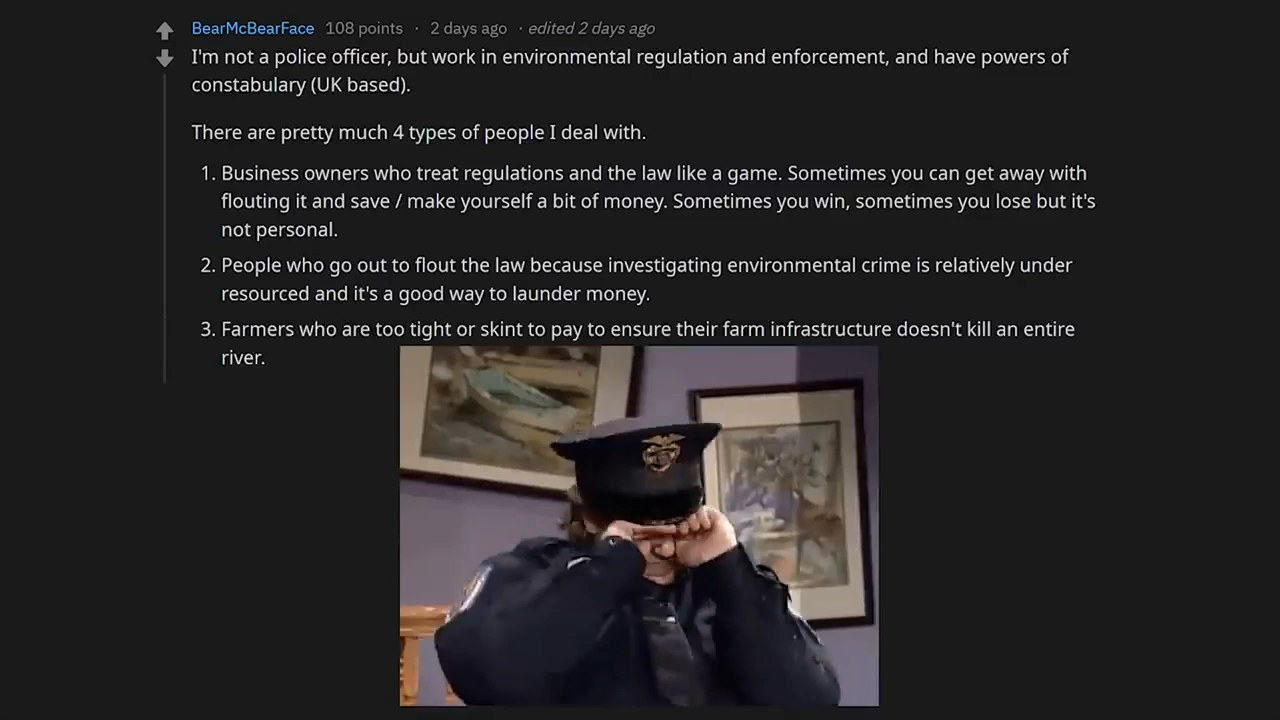 BearMcBearFace 108 points · 2 days ago · edited 2 days ago
I'm not a police officer, but work in environmental regulation and enforcement, and have powers of
constabulary (UK based).
There are pretty much 4 types of people I deal with.
1. Business owners who treat regulations and the law like a game. Sometimes you can get away with
flouting it and save / make yourself a bit of money. Sometimes you win, sometimes you lose but it's
not personal.
2. People who go out to flout the law because investigating environmental crime is relatively under
resourced and it's a good way to launder money.
3. Farmers who are too tight or skint to pay to ensure their farm infrastructure doesn't kill an entire
river.